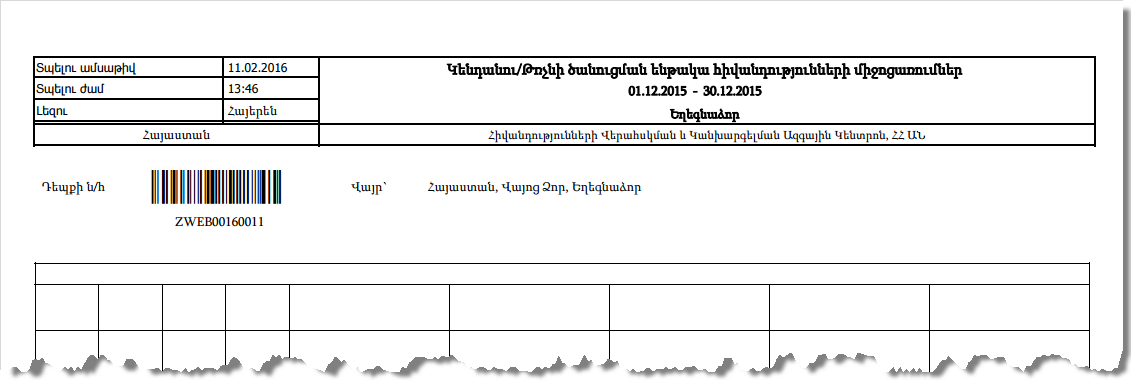 Տպելու ամսաթիվ 11.02.2016 Կենդանու/Թռչնի ծանուցման ենթակա հիվանդությունների միջոցառումներ
Տպելու ժամ 13:46 01.12.2015 - 30.12.2015
Լեզու Հայերեն Եղեգնաձոր
Հայաստան Հիվանդությունների Վերահսկման և Կանխարգելման Ազգային Կենտրոն, ՀՀ ԱՆ
Դեպքի ն/հ Վայր՝ Հայաստան, Վայոց Ձոր, Եղեգնաձոր
ZWEB00160011